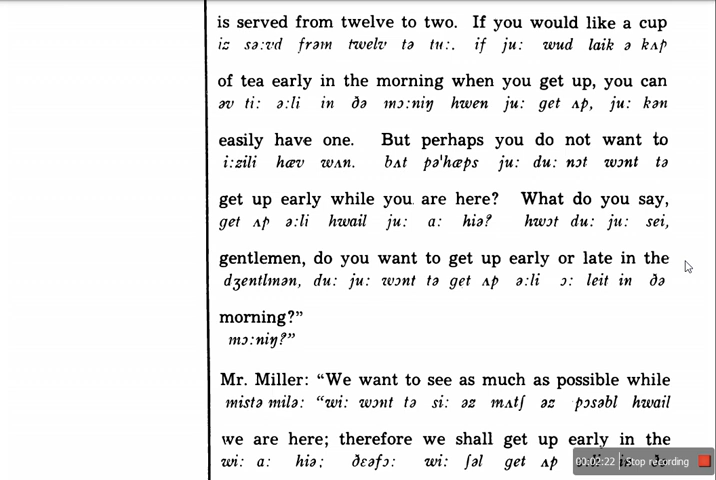 is served from twelve to two. If you would like a cup
iz sə:vd frəm twelv tə tu:. if ju: wud laik ə kʌp
of tea early in the morning when you get up, you can
əv ti: ə:li in ðə mɔ:niŋ hwen ju: get ʌp, ju: kən
easily have one. But perhaps you do not want to
i:zili hæv wʌn. bʌt pə'hæps ju: du: nɔt wɔnt tə
get up early while you are here? What do you say,
get ʌp ə:li hwail ju: a: hiə? hwɔt du: ju: sei,
gentlemen, do you want to get up early or late in the
dʒentlmən, du: ju: wɔnt tə get ʌp ə:li ɔ: leit in ðə
morning?”
mɔ:niŋ?”
Mr. Miller: “We want to see as much as possible while
mistə milə: “wi: wɔnt tə si: əz mʌtʃ əz pɔsəbl hwail
we are here; therefore we shall get up early in the
wi: a: hiə; ðɛəfɔ: wi: ʃəl get ʌp
00:02:22 Stop recording